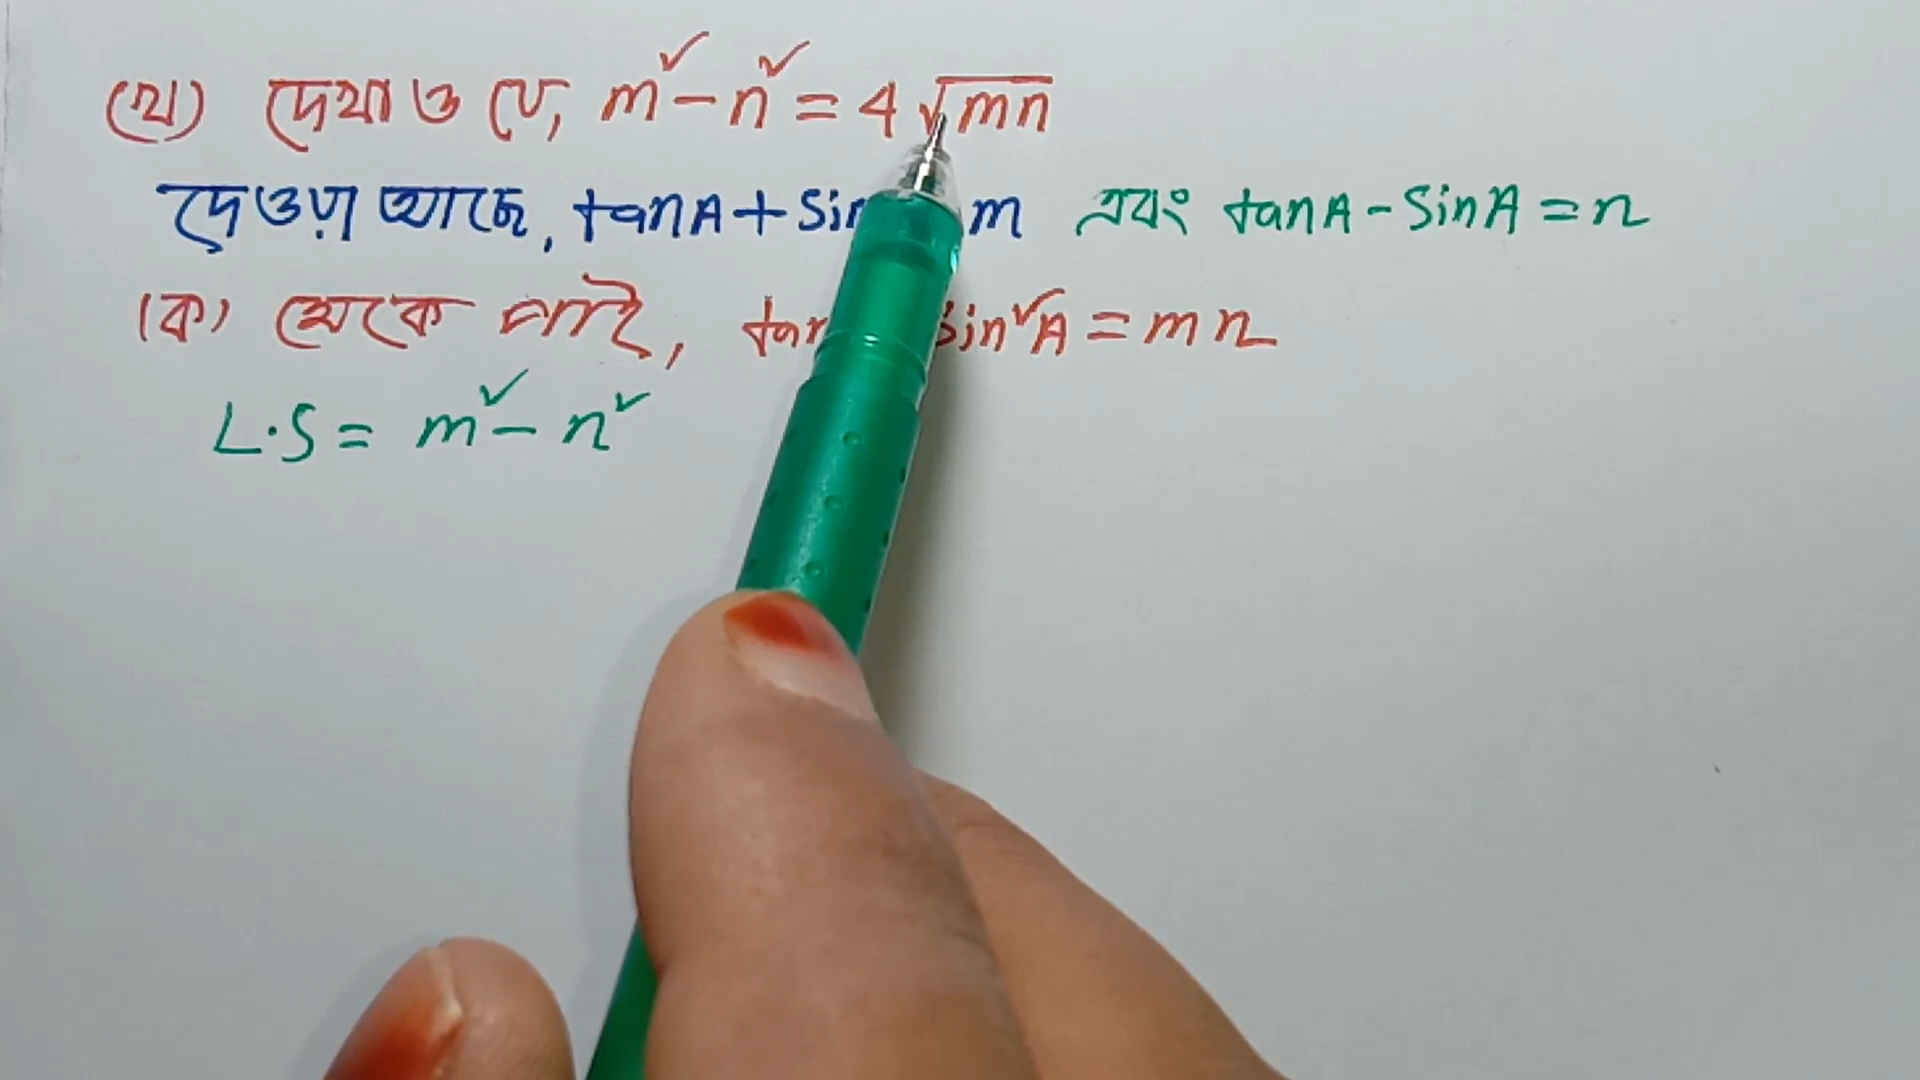 (খ) দেখাও যে, m² - n² = 4√mn
দেওয়া আছে, tanA + sin m এবং tanA - sinA = n
(ক) থেকে পাই, tan sin²A = mn
L.S = m² - n²